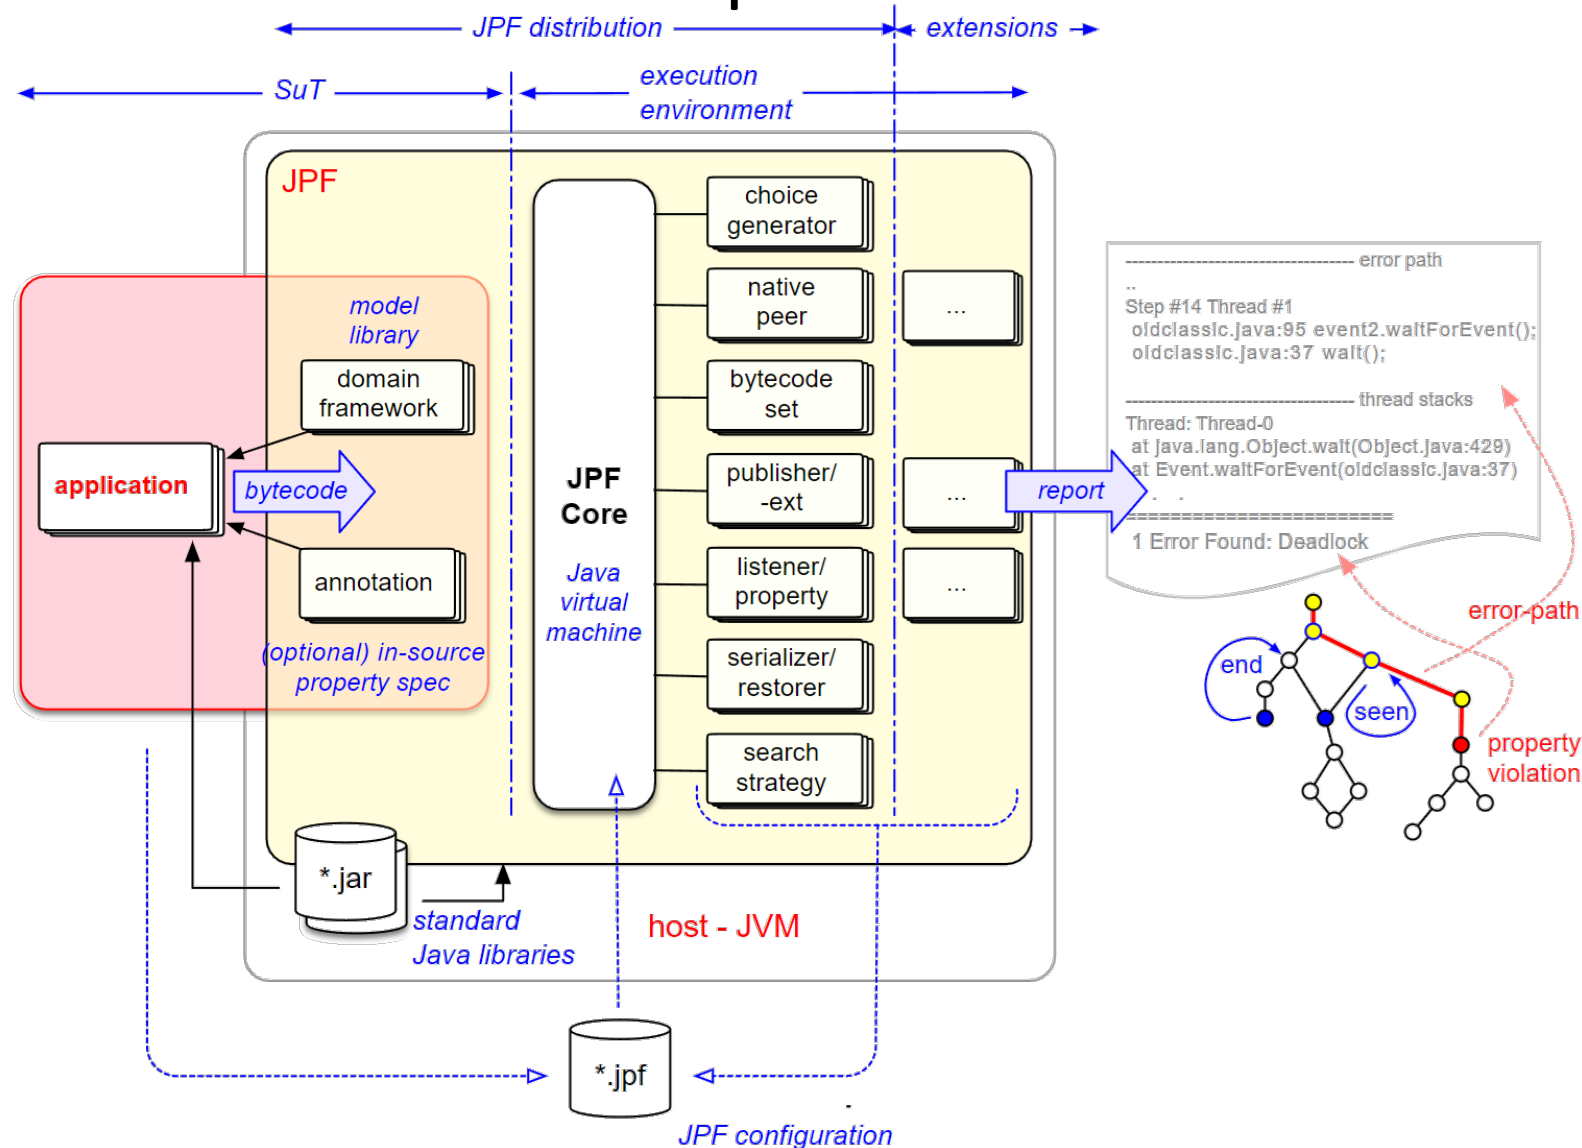 JPF distribution
extensions
SuT
execution
environment
JPF
choice
generator
native
peer
...
bytecode
set
publisher/
-ext
...
listener/
property
...
serializer/
restorer
search
strategy
JPF
Core
Java
virtual
machine
model
library
domain
framework
application
bytecode
annotation
(optional) in-source
property spec
report
---------------------------------- error path
..
Step #14 Thread #1
oldclassic.java:95 event2.waitForEvent();
oldclassic.java:37 wait();
---------------------------------- thread stacks
Thread: Thread-0
at java.lang.Object.wait(Object.java:429)
at Event.waitForEvent(oldclassic.java:37)
. .
==========================
1 Error Found: Deadlock
error-path
end
seen
property
violation
*.jar
standard
Java libraries
host - JVM
*.jpf
JPF configuration